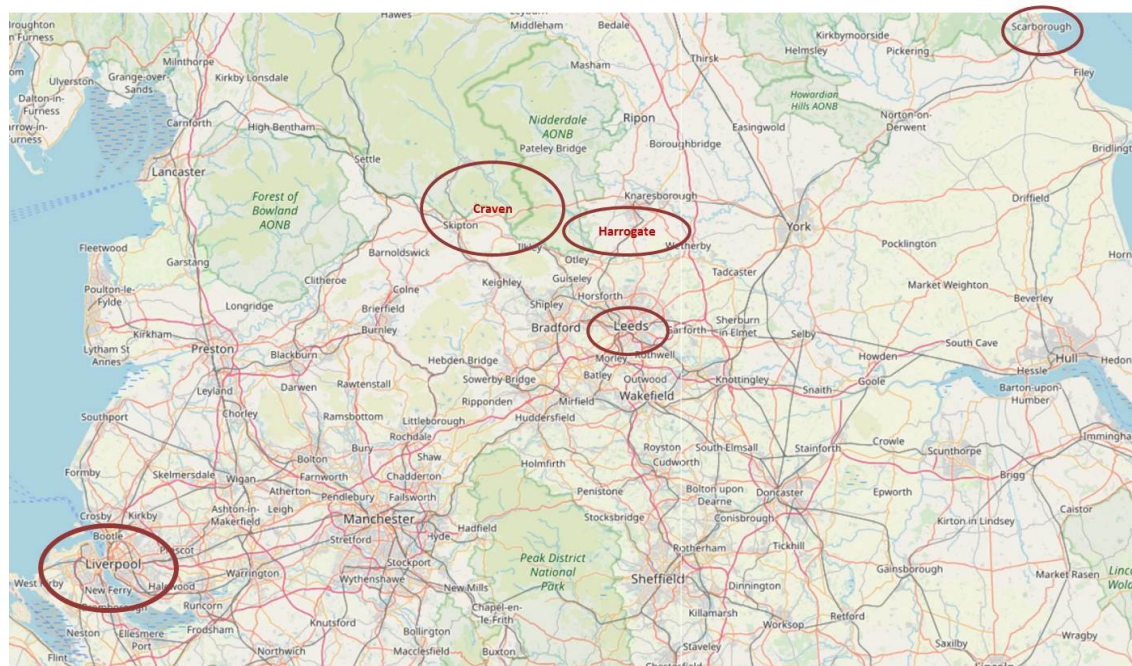 Broughton
in Furness
Hawes
Middleham
Bedale
Scarborough
Kirkbymoorside
Helmsley
Pickering
Milnthorpe
Kirkby Lonsdale
Ulverston
Grange-over-
Sands
Masham
Thirsk
Filey
Dalton-in-
Furness
Carnforth
High Bentham
Nidderdale
AONB
Ripon
Howardian
Hills AONB
Norton-on-
Derwent
Easingwold
Settle
Pateley Bridge
Boroughbridge
Lancaster
Forest of
Bowland
AONB
Craven
Skipton
Knaresborough
Harrogate
York
Driffield
Fleetwood
Garstang
Barnoldswick
Otley
Wetherby
Pocklington
Clitheroe
Keighley
Guiseley
Tadcaster
Market Weighton
Poulton-le-
Fylde
Longridge
Colne
Brierfield
Shipley
Horsforth
Beverley
Kirkham
Burnley
Bradford
Leeds
Garforth
Sherburn
in Elmet
Selby
Lytham St
Annes
Preston
Blackburn
Hebden Bridge
Morley
Rothwell
South Cave
Howden
Hull
Hessle
Hedon
Leyland
Darwen
Rawtenstall
Sowerby Bridge
Batley
Outwood
Knottingley
Snaith
Goole
Barton-upon-
Humber
Southport
Chorley
Ramsbottom
Ripponden
Mirfield
Wakefield
Littleborough
Huddersfield
Rochdale
Royston
South Elmsall
Stainforth
Crowle
Immingham
Bury
Shaw
Bolton
Formby
Skelmersdale
Wigan
Farnworth
Chadderton
Holmfirth
Cudworth
Scunthorpe
Brigg
Atherton
Pendlebury
Failsworth
Penistone
Bolton upon
Dearne
Doncaster
Epworth
Crosby
Kirkby
Ashton-in-
Makerfield
Leigh
Manchester
Stocksbridge
Conisbrough
Caistor
Kirton in Lindsey
Bootle
Stretford
Hyde
Hadfield
Prescot
Liverpool
Warrington
Stockport
Peak District
National
Park
Rotherham
Tickhill
Gainsborough
West Kirby
New Ferry
Halewood
Wythenshawe
New Mills
Sheffield
Dinnington
Market Rasen
Bromborough
Runcorn
Killamarsh
Retford
Neston
Ellesmere
Port
Frodsham
Knutsford
Bollington
Chapel-en-
le-Frith
Worksop
Wragby
Flint
Northwich
Macclesfield
Buxton
Staveley
Saxilby
Chesterfield
Lincoln